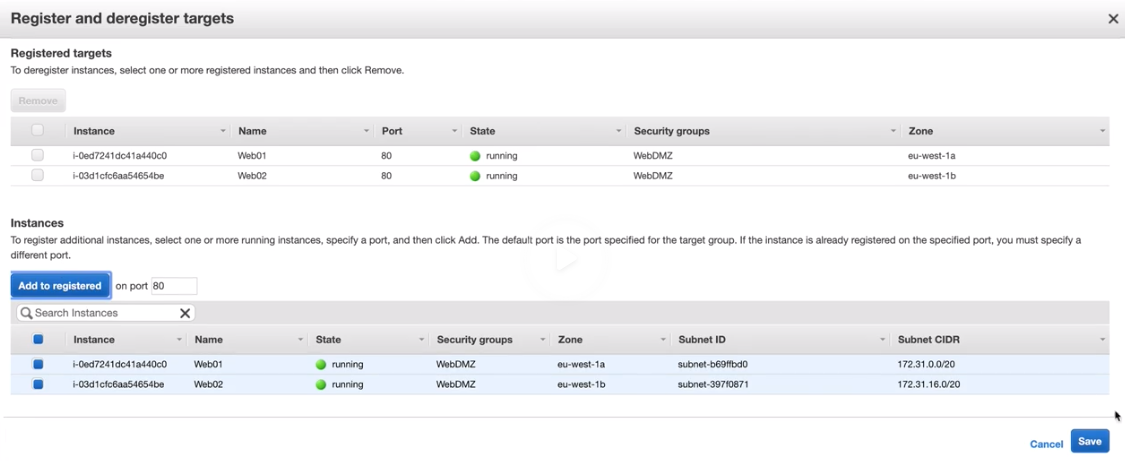 Register and deregister targets
Registered targets
To deregister instances, select one or more registered instances and then click Remove.
Remove
Instance Name Port State Security groups Zone
i-0ed7241dc41a440c0 Web01 80 running WebDMZ eu-west-1a
i-03d1cfc6aa54654be Web02 80 running WebDMZ eu-west-1b
Instances
To register additional instances, select one or more running instances, specify a port, and then click Add. The default port is the port specified for the target group. If the instance is already registered on the specified port, you must specify a
different port.
Add to registered on port 80
Search Instances
Instance Name State Security groups Zone Subnet ID Subnet CIDR
i-0ed7241dc41a440c0 Web01 running WebDMZ eu-west-1a subnet-b69ffbd0 172.31.0.0/20
i-03d1cfc6aa54654be Web02 running WebDMZ eu-west-1b subnet-397f0871 172.31.16.0/20
Cancel Save